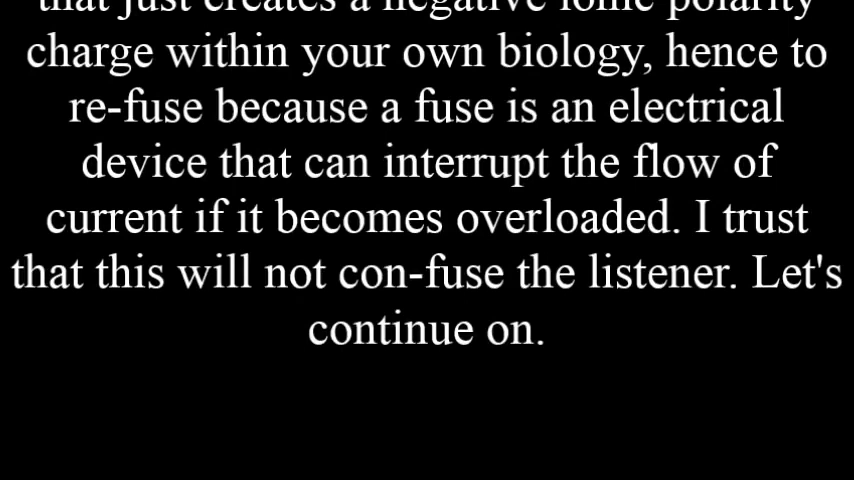 that just creates a negative ionic polarity
charge within your own biology, hence to
re-fuse because a fuse is an electrical
device that can interrupt the flow of
current if it becomes overloaded. I trust
that this will not con-fuse the listener. Let's
continue on.